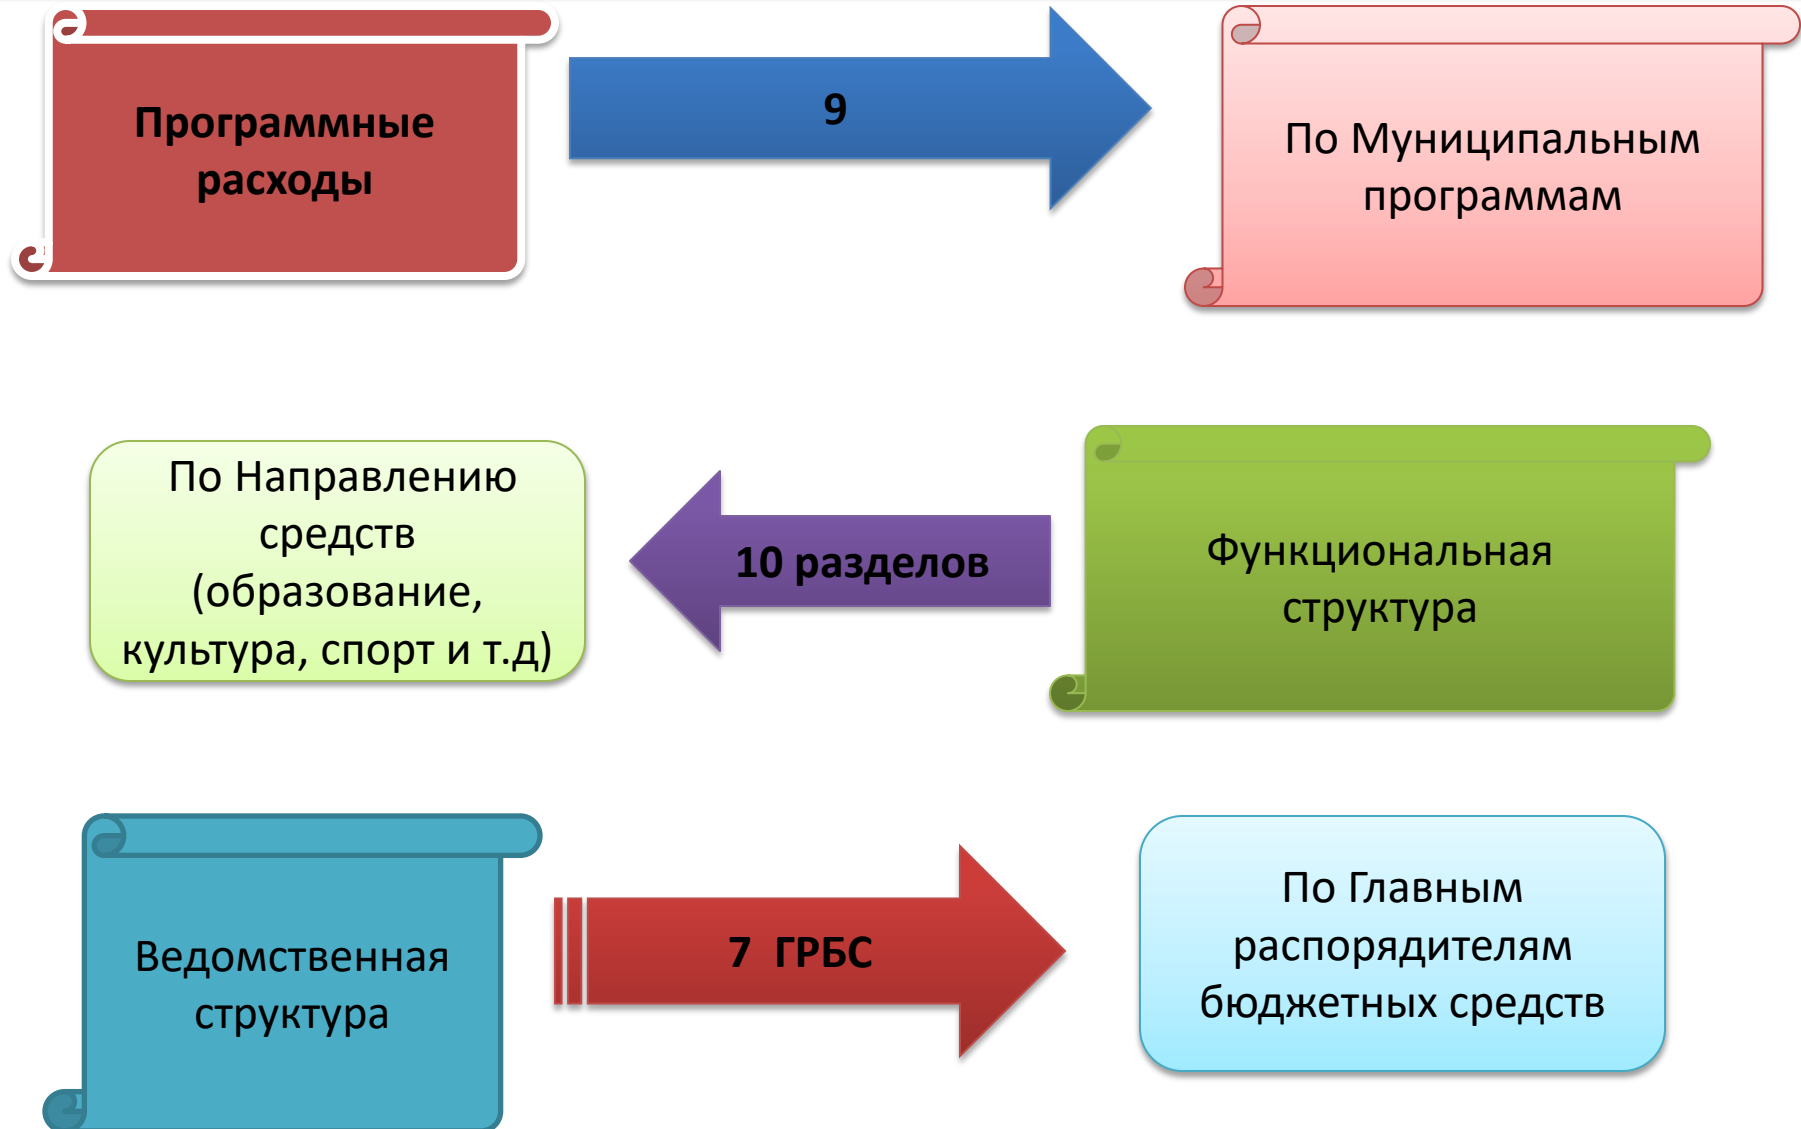 Программные
расходы
9
По Муниципальным
программам
По Направлению
средств
(образование,
культура, спорт и т.д)
10 разделов
Функциональная
структура
Ведомственная
структура
7 ГРБС
По Главным
распорядителям
бюджетных средств